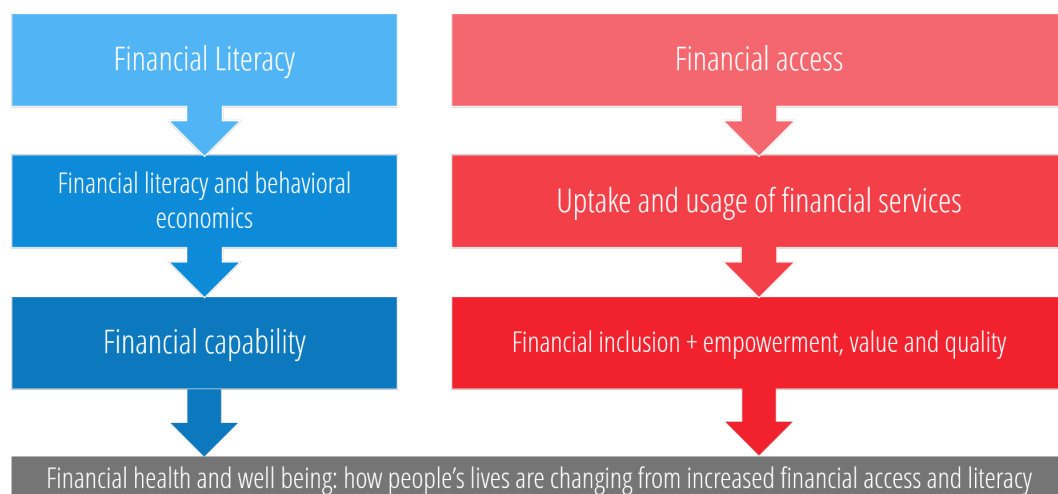 Financial Literacy
Financial literacy and behavioral
economics
Financial capability
Financial access
Uptake and usage of financial services
Financial inclusion + empowerment, value and quality
Financial health and well being: how people’s lives are changing from increased financial access and literacy